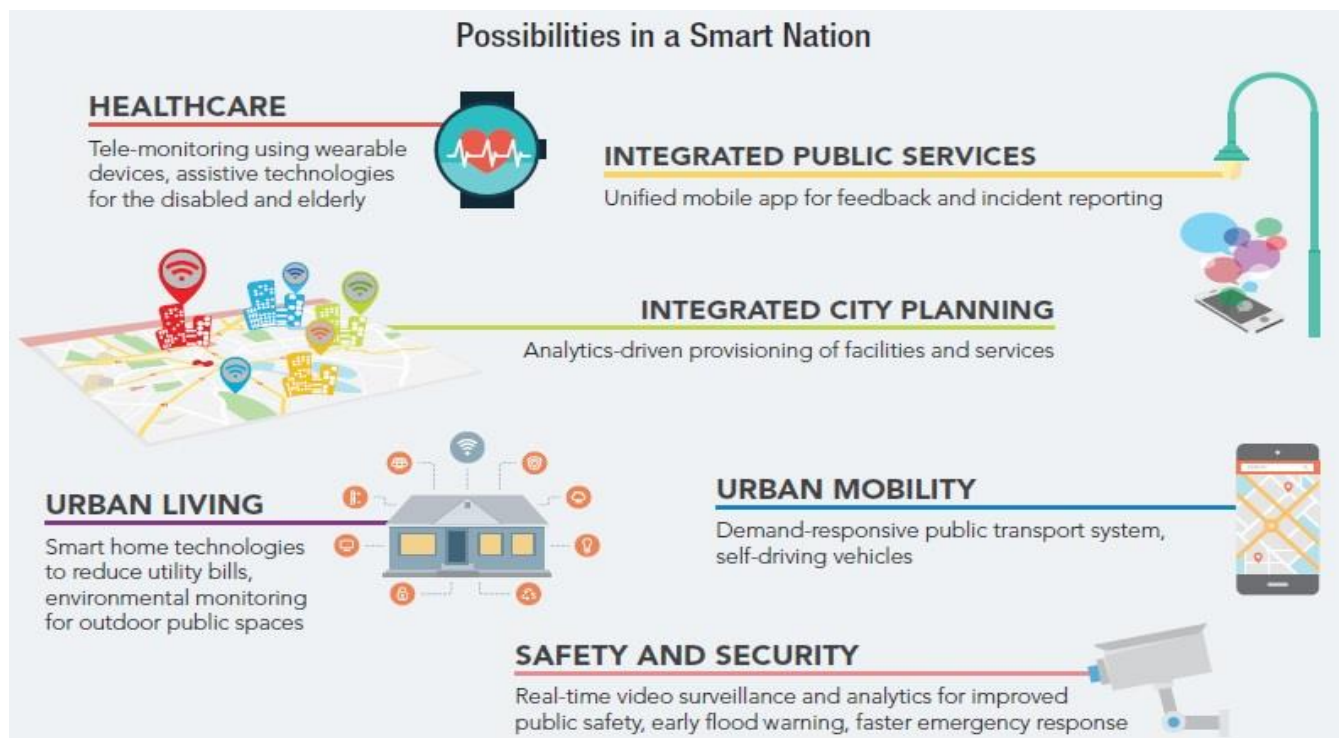 Possibilities in a Smart Nation
HEALTHCARE
Tele-monitoring using wearable
devices, assistive technologies
for the disabled and elderly
INTEGRATED PUBLIC SERVICES
Unified mobile app for feedback and incident reporting
INTEGRATED CITY PLANNING
Analytics-driven provisioning of facilities and services
URBAN LIVING
Smart home technologies
to reduce utility bills,
environmental monitoring
for outdoor public spaces
URBAN MOBILITY
Demand-responsive public transport system,
self-driving vehicles
SAFETY AND SECURITY
Real-time video surveillance and analytics for improved
public safety, early flood warning, faster emergency response